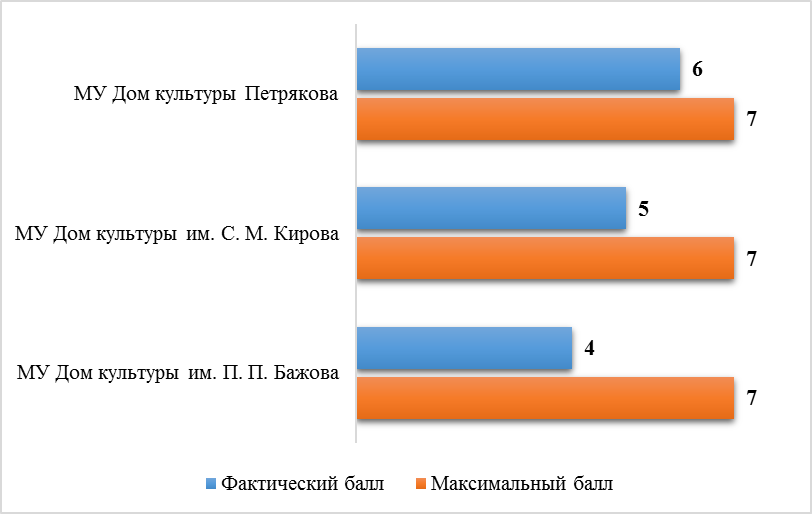 МУ Дом культуры Петрякова
6
7
МУ Дом культуры им. С. М. Кирова
5
7
МУ Дом культуры им. П. П. Бажова
4
7
Фактический балл
Максимальный балл